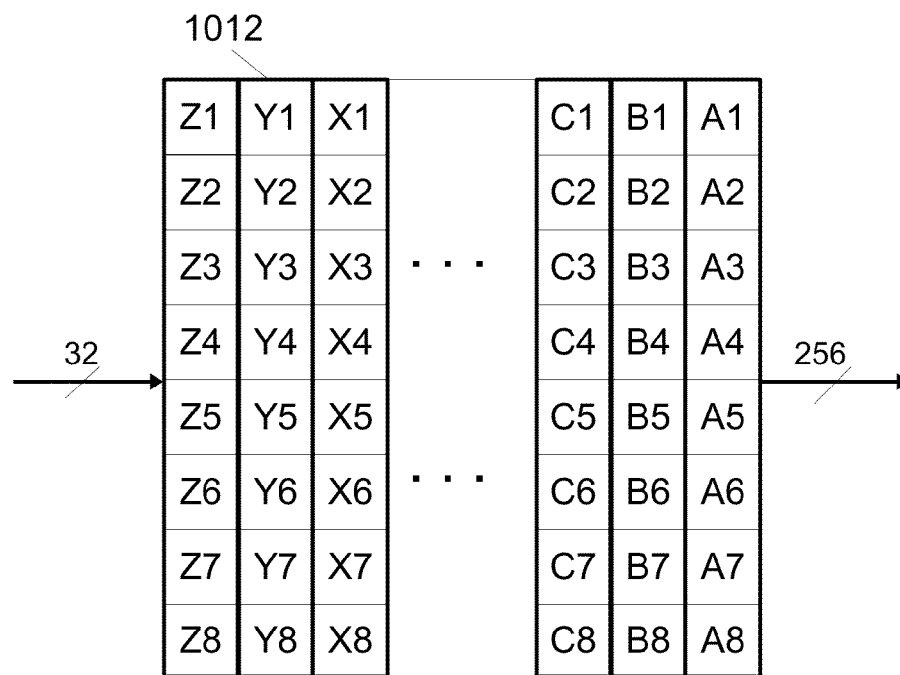 1012
Z1 Y1 X1 C1 B1 A1
Z2 Y2 X2 C2 B2 A2
Z3 Y3 X3 . . . C3 B3 A3
Z4 Y4 X4 C4 B4 A4
32 256
Z5 Y5 X5 C5 B5 A5
Z6 Y6 X6 . . . C6 B6 A6
Z7 Y7 X7 C7 B7 A7
Z8 Y8 X8 C8 B8 A8